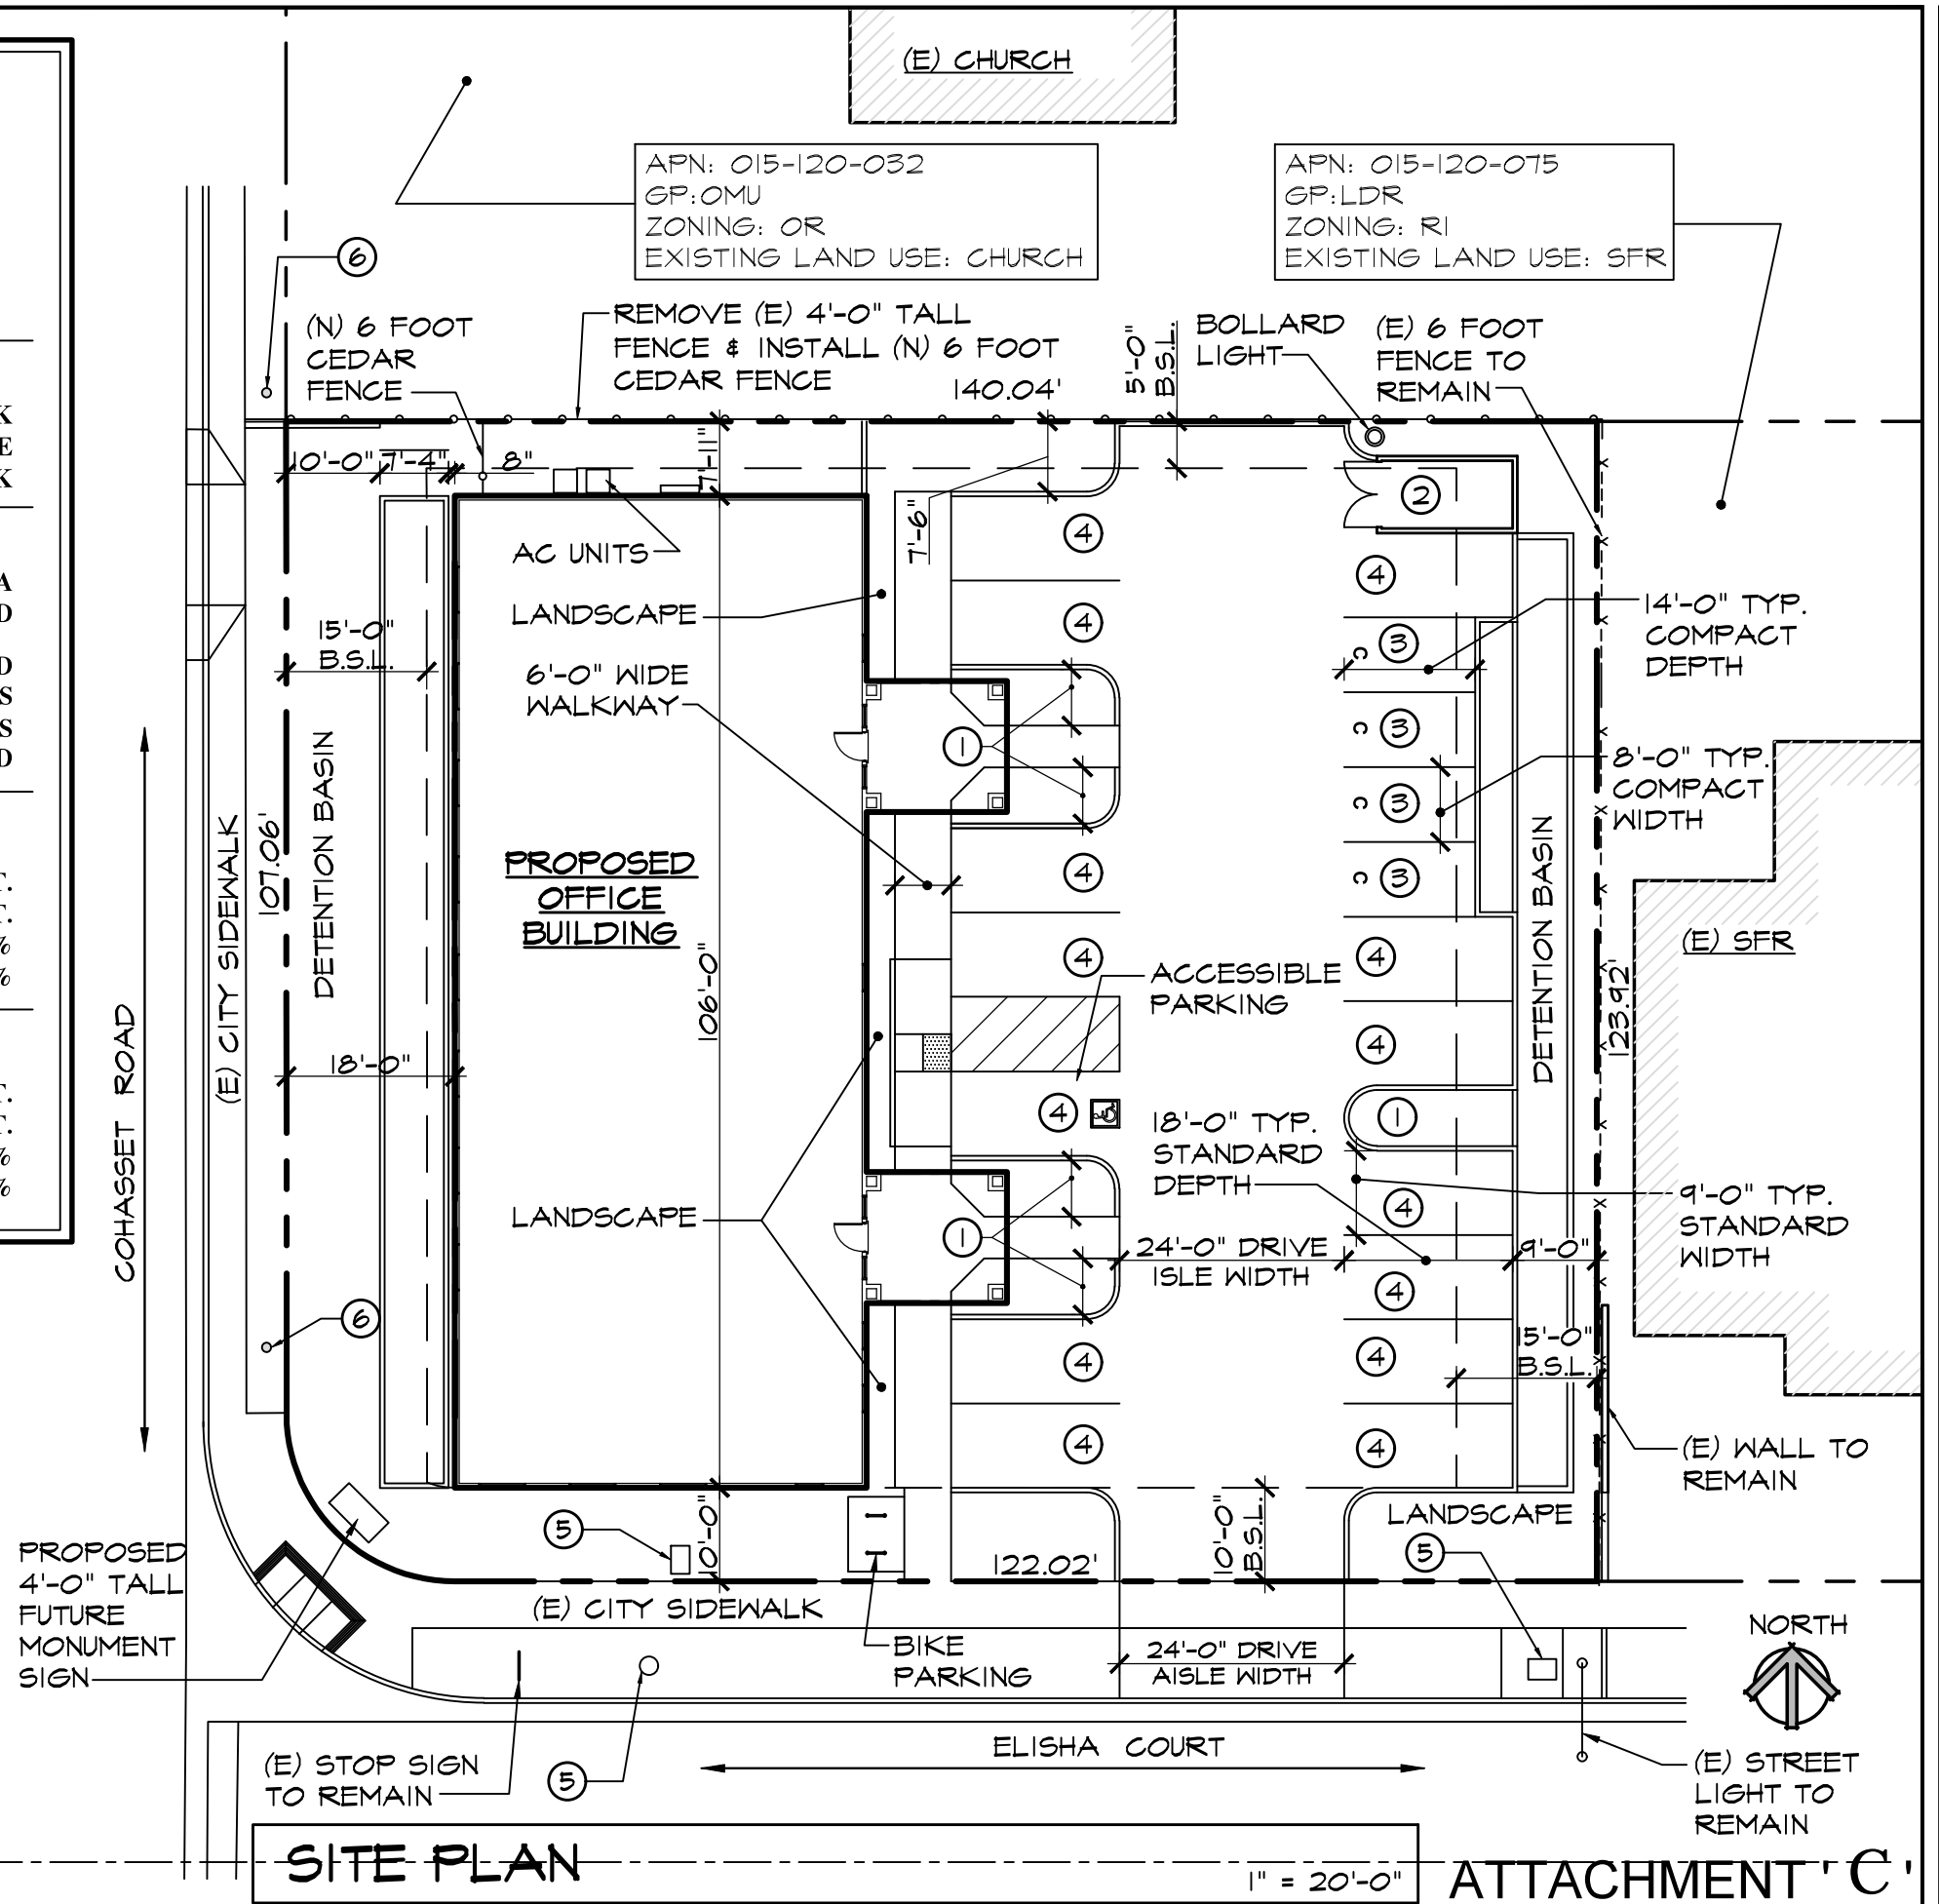 (E) CHURCH
APN: 015-120-032
GP:OMU
ZONING: OR
EXISTING LAND USE: CHURCH
APN: 015-120-075
GP:LDR
ZONING: R1
EXISTING LAND USE: SFR
6
(N) 6 FOOT
CEDAR
FENCE
REMOVE (E) 4'-0" TALL
FENCE & INSTALL (N) 6 FOOT
CEDAR FENCE
140.04'
5'-0"
B.S.L.
BOLLARD
LIGHT
(E) 6 FOOT
FENCE TO
REMAIN
K
E
K
A
D
D
S
S
D
T.
T.
%
%
T.
T.
%
%
10'-0"
7'-4"
8"
7'-11"
7'-6"
2
AC UNITS
LANDSCAPE
6'-0" WIDE
WALKWAY
15'-0"
B.S.L.
4
4
4
C 3
C 3
C 3
C 3
14'-0" TYP.
COMPACT
DEPTH
8'-0" TYP.
COMPACT
WIDTH
1
DETENTION BASIN
107.06'
(E) CITY SIDEWALK
COHASSET ROAD
PROPOSED
OFFICE
BUILDING
106'-0"
18'-0"
4
4
4
4
ACCESSIBLE
PARKING
4
1
DETENTION BASIN
123.92'
(E) SFR
18'-0" TYP.
STANDARD
DEPTH
9'-0" TYP.
STANDARD
WIDTH
LANDSCAPE
1
24'-0" DRIVE
ISLE WIDTH
9'-0"
4
4
4
4
4
4
15'-0"
B.S.L.
6
(E) WALL TO
REMAIN
LANDSCAPE
5
5
10'-0"
122.02'
10'-0"
B.S.L.
PROPOSED
4'-0" TALL
FUTURE
MONUMENT
SIGN
(E) CITY SIDEWALK
BIKE
PARKING
24'-0" DRIVE
AISLE WIDTH
NORTH
(E) STOP SIGN
TO REMAIN
5
ELISHA COURT
(E) STREET
LIGHT TO
REMAIN
SITE PLAN
1" = 20'-0"
ATTACHMENT 'C'